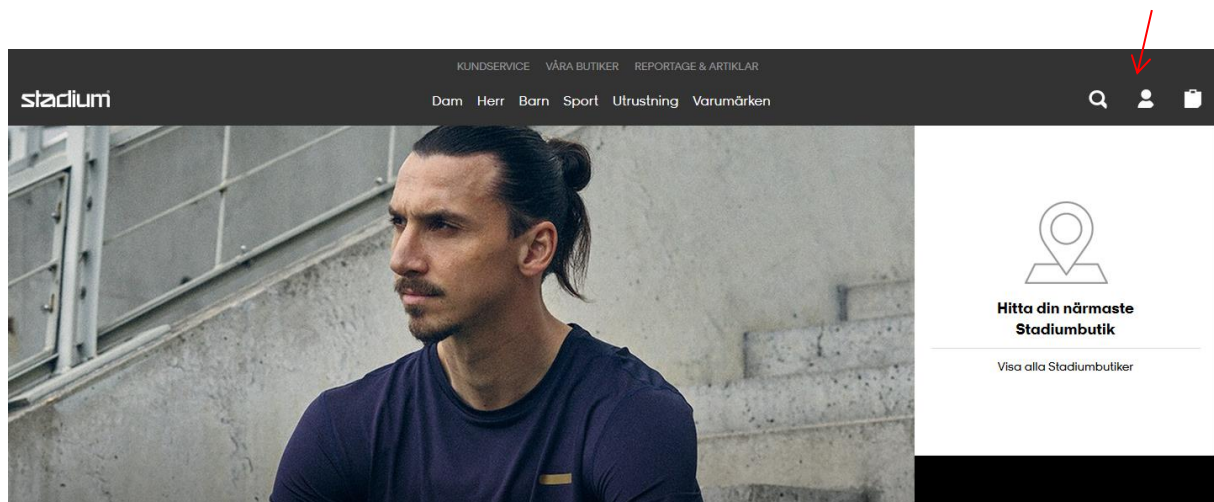 KUNDSERVICE VÅRA BUTIKER REPORTAGE & ARTIKLAR
stadium
Dam Herr Barn Sport Utrustning Varumärken
Hitta din närmaste
Stadiumbutik
Visa alla Stadiumbutiker